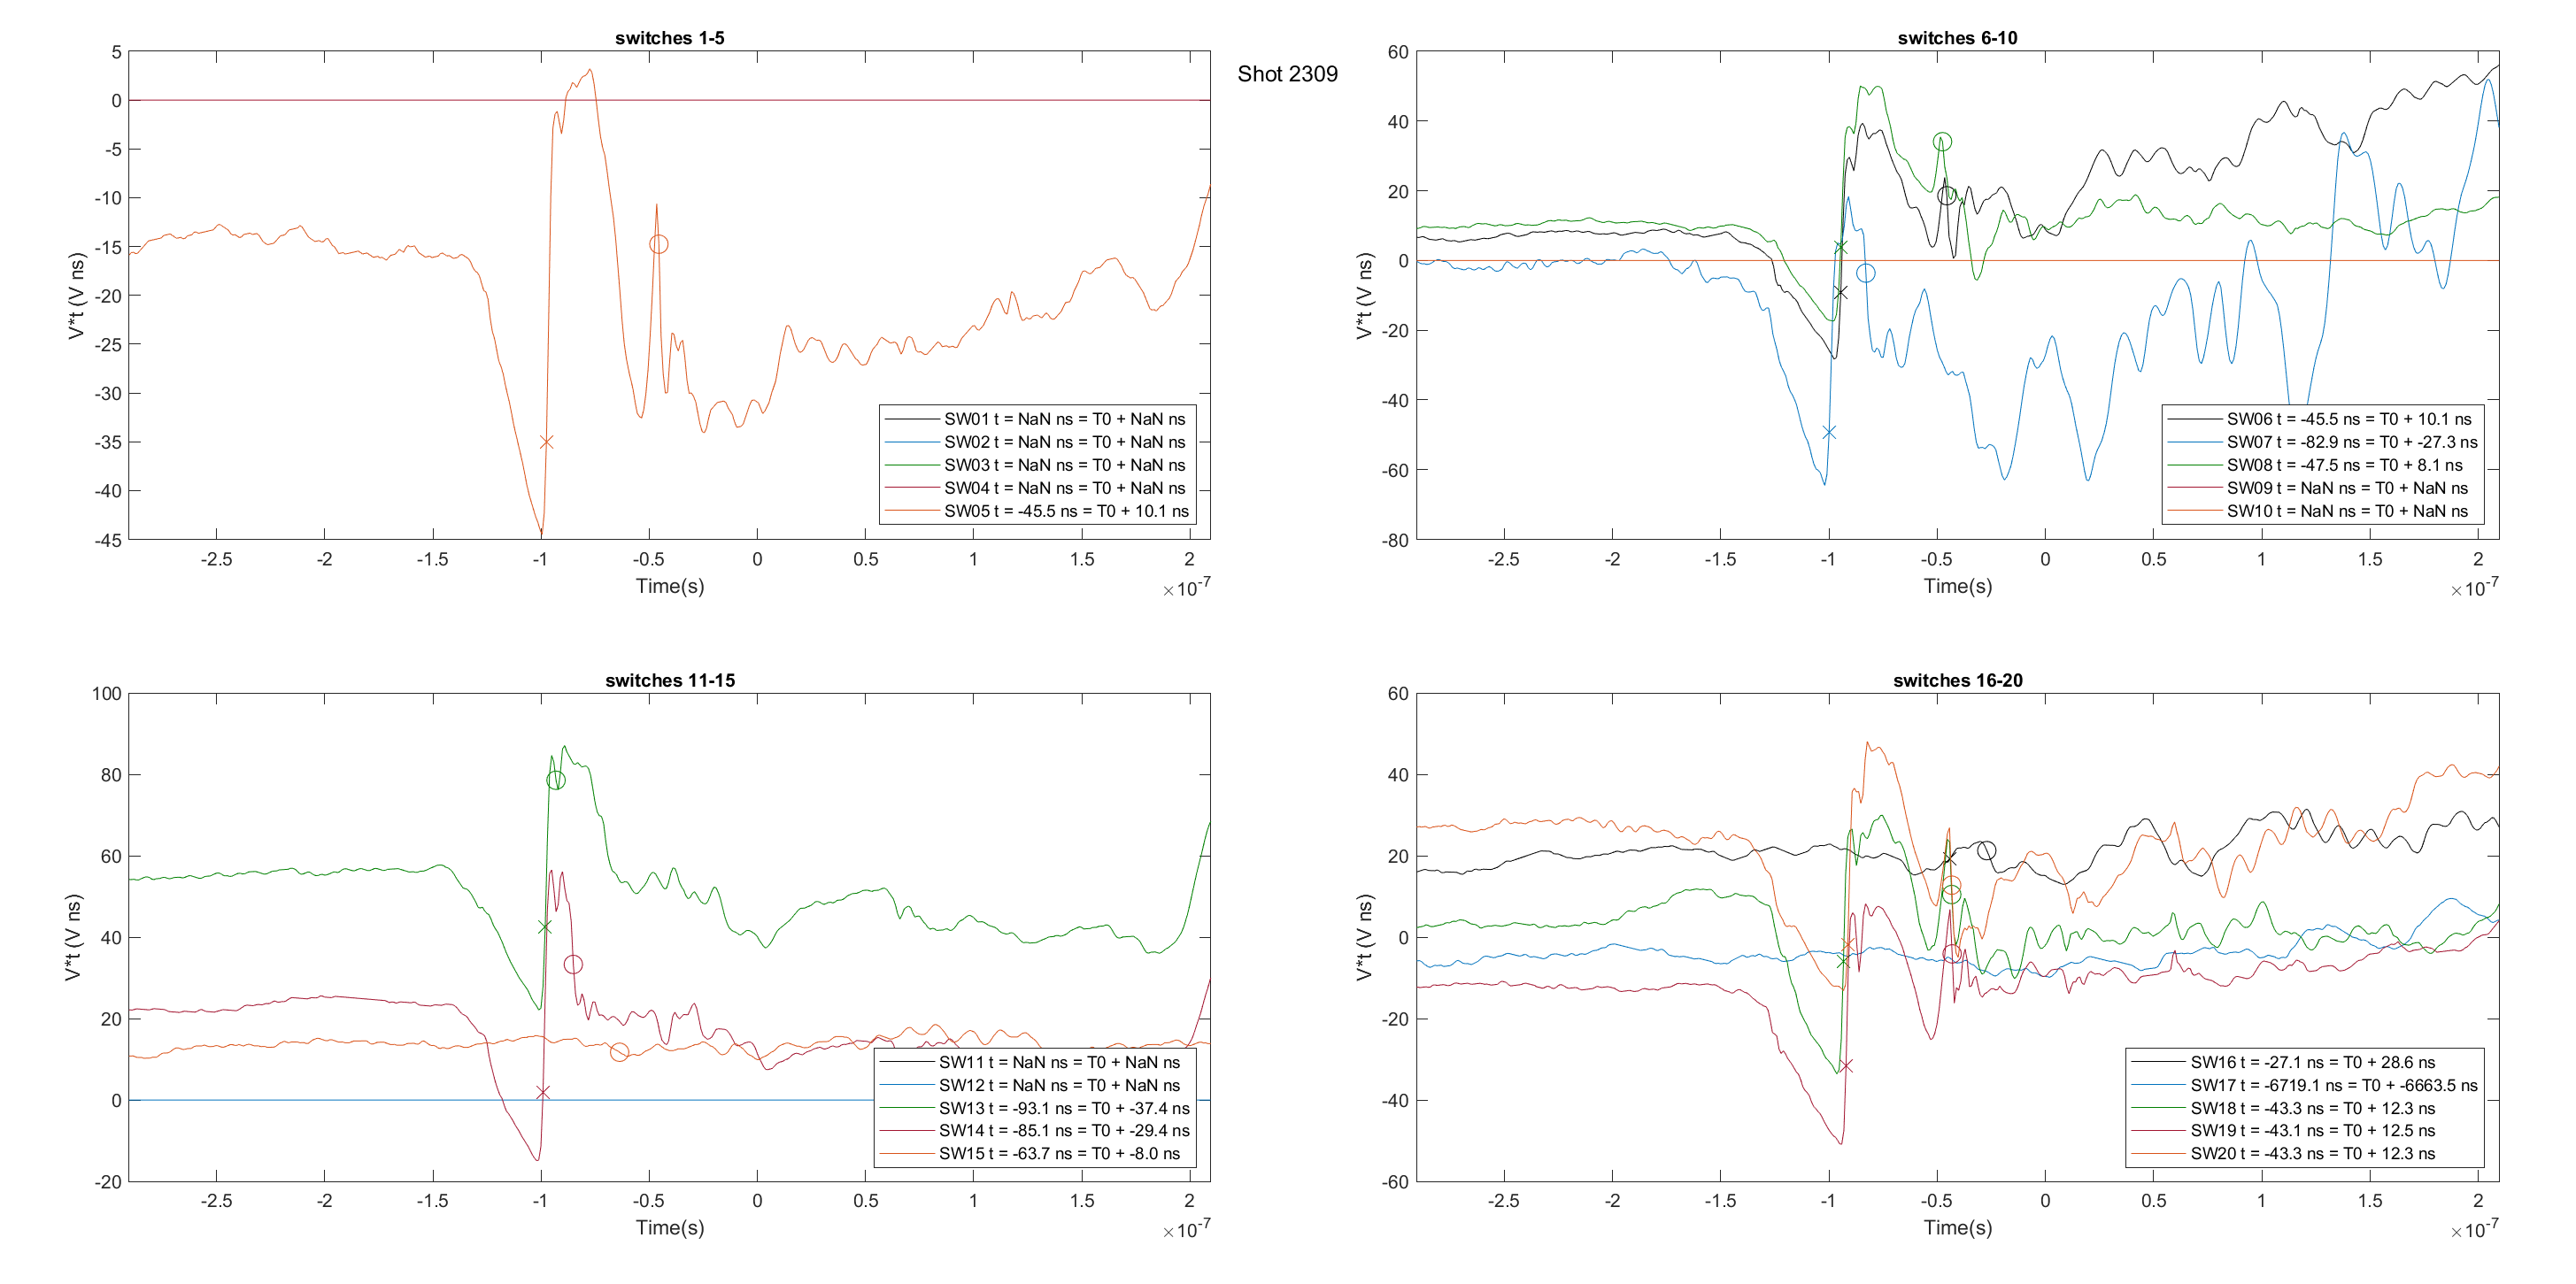 Shot 2309
switches 1-5
5
0
-5
-10
-15
-20
-25
-30
-35
-40
-45
V*t (V ns)
-2.5 -2 -1.5 -1 -0.5 0 0.5 1 1.5 2
Time(s)
×10-7
SW01 t = NaN ns = T0 + NaN ns
SW02 t = NaN ns = T0 + NaN ns
SW03 t = NaN ns = T0 + NaN ns
SW04 t = NaN ns = T0 + NaN ns
SW05 t = -45.5 ns = T0 + 10.1 ns
switches 6-10
60
40
20
0
-20
-40
-60
-80
V*t (V ns)
-2.5 -2 -1.5 -1 -0.5 0 0.5 1 1.5 2
Time(s)
×10-7
SW06 t = -45.5 ns = T0 + 10.1 ns
SW07 t = -82.9 ns = T0 + -27.3 ns
SW08 t = -47.5 ns = T0 + 8.1 ns
SW09 t = NaN ns = T0 + NaN ns
SW10 t = NaN ns = T0 + NaN ns
switches 11-15
100
80
60
40
20
0
-20
V*t (V ns)
-2.5 -2 -1.5 -1 -0.5 0 0.5 1 1.5 2
Time(s)
×10-7
SW11 t = NaN ns = T0 + NaN ns
SW12 t = NaN ns = T0 + NaN ns
SW13 t = -93.1 ns = T0 + -37.4 ns
SW14 t = -85.1 ns = T0 + -29.4 ns
SW15 t = -63.7 ns = T0 + -8.0 ns
switches 16-20
60
40
20
0
-20
-40
-60
V*t (V ns)
-2.5 -2 -1.5 -1 -0.5 0 0.5 1 1.5 2
Time(s)
×10-7
SW16 t = -27.1 ns = T0 + 28.6 ns
SW17 t = -6719.1 ns = T0 + -6663.5 ns
SW18 t = -43.3 ns = T0 + 12.3 ns
SW19 t = -43.1 ns = T0 + 12.5 ns
SW20 t = -43.3 ns = T0 + 12.3 ns